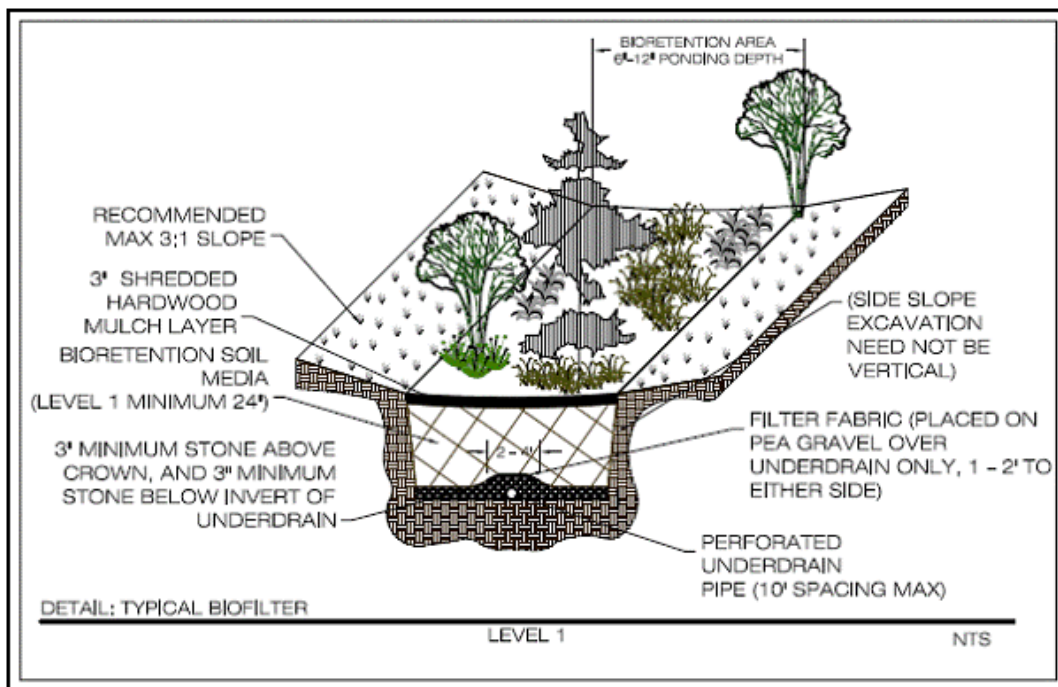 BIORETENTION AREA
6"-12" PONDING DEPTH
RECOMMENDED
MAX 3:1 SLOPE
3" SHREDDED
HARDWOOD
MULCH LAYER
BIORETENTION SOIL
MEDIA
(LEVEL 1 MINIMUM 24")
3" MINIMUM STONE ABOVE
CROWN, AND 3" MINIMUM
STONE BELOW INVERT OF
UNDERDRAIN
2 - 4'
(SIDE SLOPE
EXCAVATION
NEED NOT BE
VERTICAL)
FILTER FABRIC (PLACED ON
PEA GRAVEL OVER
UNDERDRAIN ONLY, 1 - 2' TO
EITHER SIDE)
PERFORATED
UNDERDRAIN
PIPE (10' SPACING MAX)
DETAIL: TYPICAL BIOFILTER
LEVEL 1
NTS